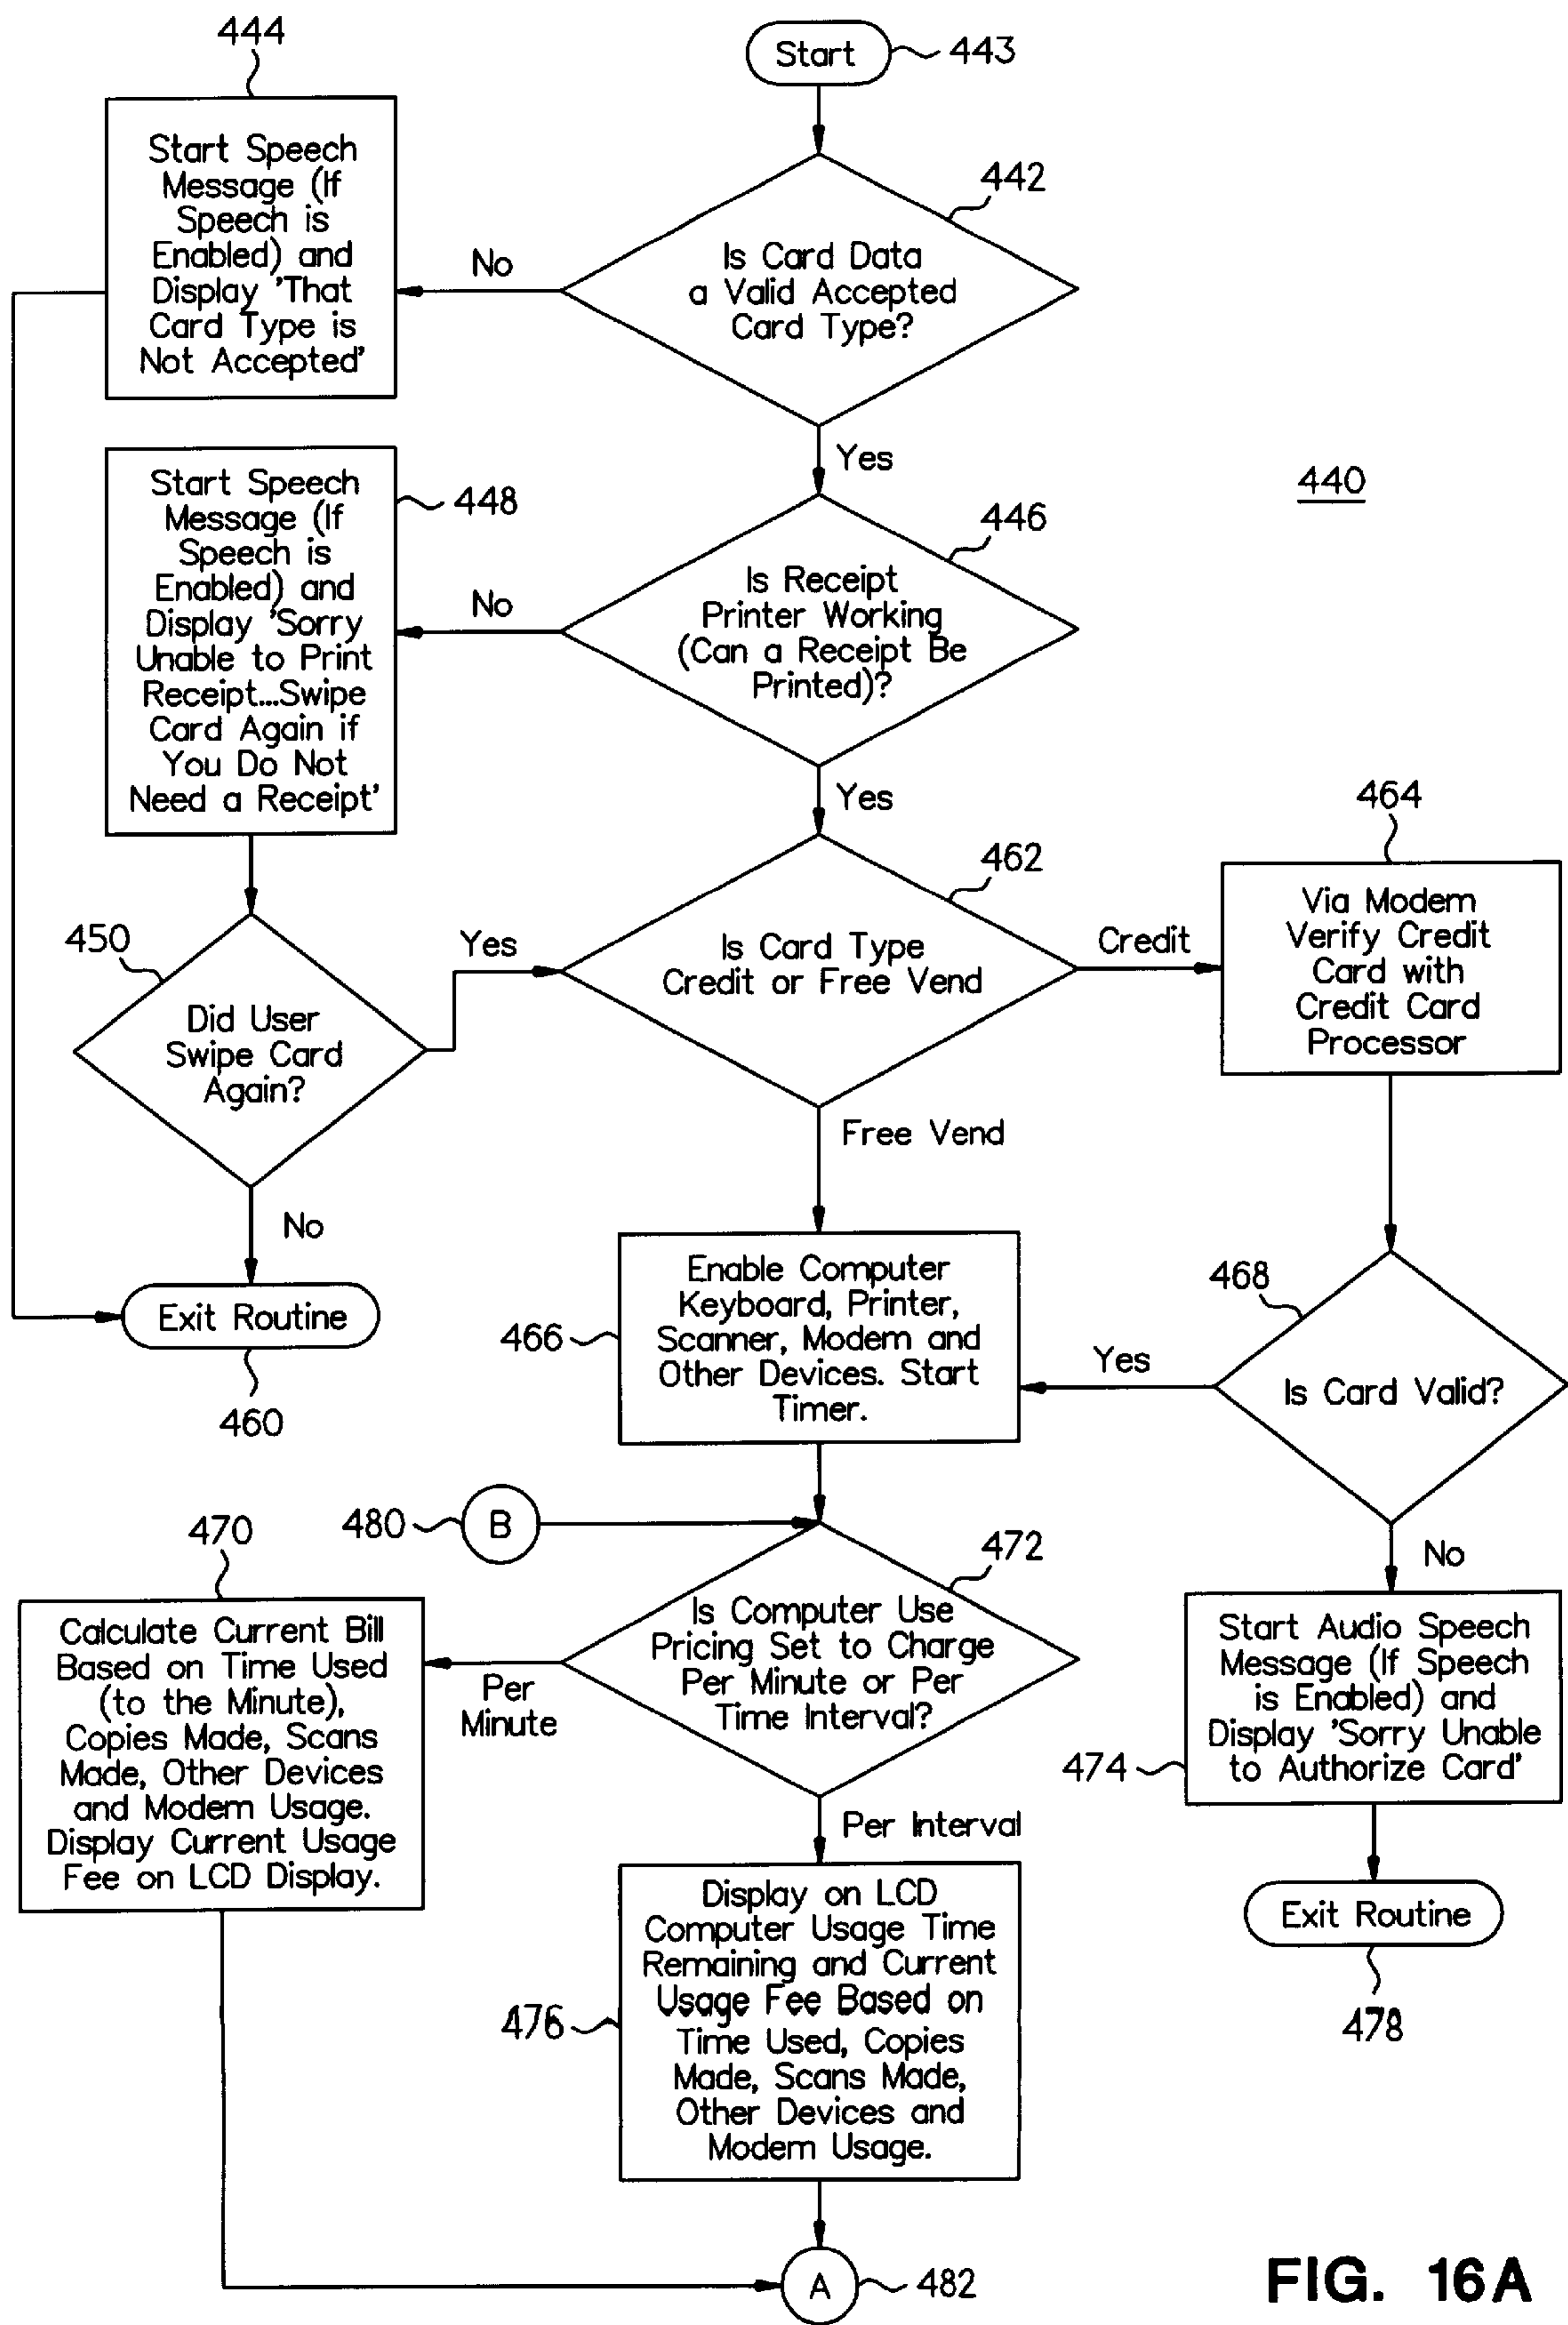 444
Start
443
Start Speech
Message (If
Speech is
Enabled) and
Display 'That
Card Type is
Not Accepted'
442
Is Card Data
a Valid Accepted
Card Type?
No
Yes
440
Start Speech
Message (If
Speech is
Enabled) and
Display 'Sorry
Unable to Print
Receipt...Swipe
Card Again if
You Do Not
Need a Receipt'
448
446
Is Receipt
Printer Working
(Can a Receipt Be
Printed)?
No
Yes
464
Via Modem
Verify Credit
Card with
Credit Card
Processor
462
Is Card Type
Credit or Free Vend
Credit
Yes
450
Did User
Swipe Card
Again?
Free Vend
No
Exit Routine
460
466
Enable Computer
Keyboard, Printer,
Scanner, Modem and
Other Devices. Start
Timer.
468
Is Card Valid?
Yes
No
480
B
470
Calculate Current Bill
Based on Time Used
(to the Minute),
Copies Made, Scans
Made, Other Devices
and Modem Usage.
Display Current Usage
Fee on LCD Display.
472
Is Computer Use
Pricing Set to Charge
Per Minute or Per
Time Interval?
Per
Minute
Per Interval
Start Audio Speech
Message (If Speech
is Enabled) and
Display 'Sorry Unable
to Authorize Card'
474
Exit Routine
478
Display on LCD
Computer Usage Time
Remaining and Current
Usage Fee Based on
Time Used, Copies
Made, Scans Made,
Other Devices and
Modem Usage.
476
A
482
FIG. 16A